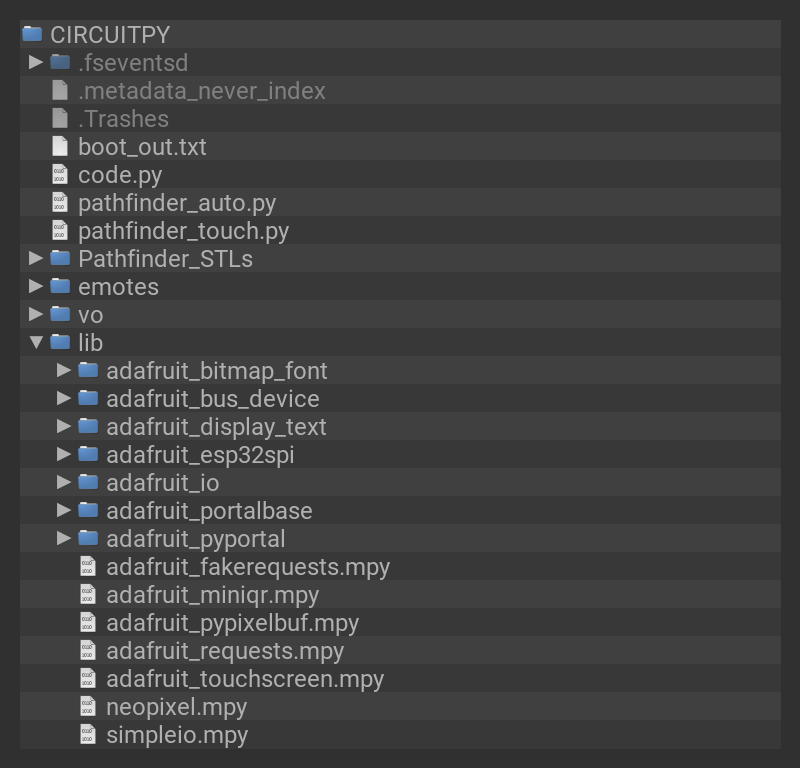 CIRCUITPY
.fseventsd
.metadata_never_index
.Trashes
boot_out.txt
code.py
pathfinder_auto.py
pathfinder_touch.py
Pathfinder_STLs
emotes
vo
lib
adafruit_bitmap_font
adafruit_bus_device
adafruit_display_text
adafruit_esp32spi
adafruit_io
adafruit_portalbase
adafruit_pyportal
adafruit_fakerequests.mpy
adafruit_miniqr.mpy
adafruit_pypixelbuf.mpy
adafruit_requests.mpy
adafruit_touchscreen.mpy
neopixel.mpy
simpleio.mpy